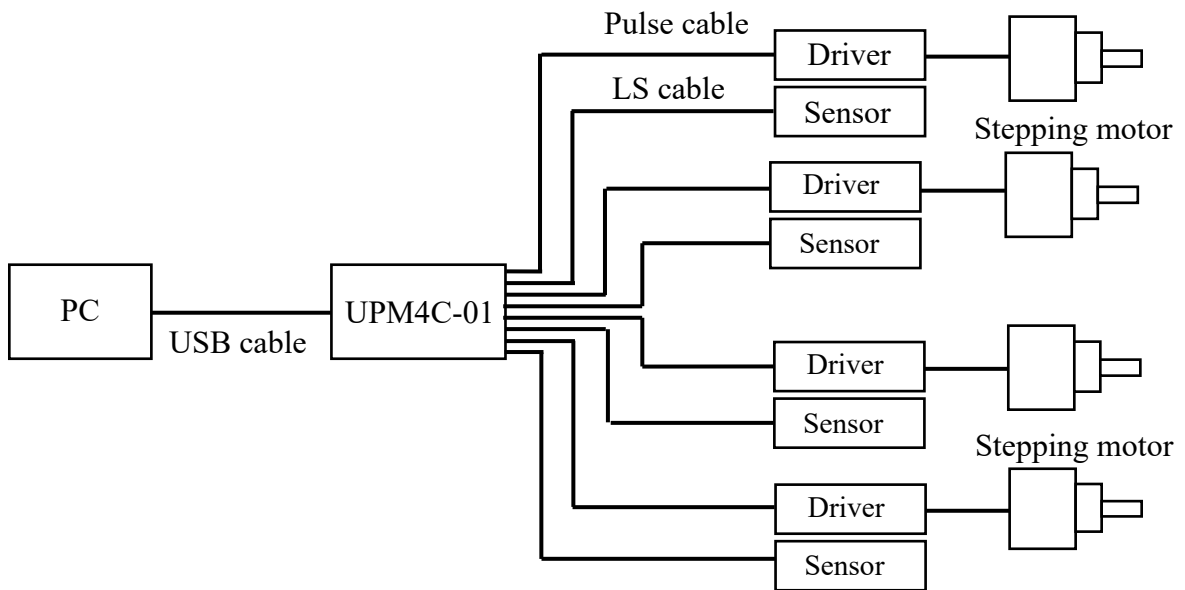 Pulse cable
Driver
LS cable
Sensor
Stepping motor
Driver
Sensor
PC
USB cable
UPM4C-01
Driver
Sensor
Stepping motor
Driver
Sensor